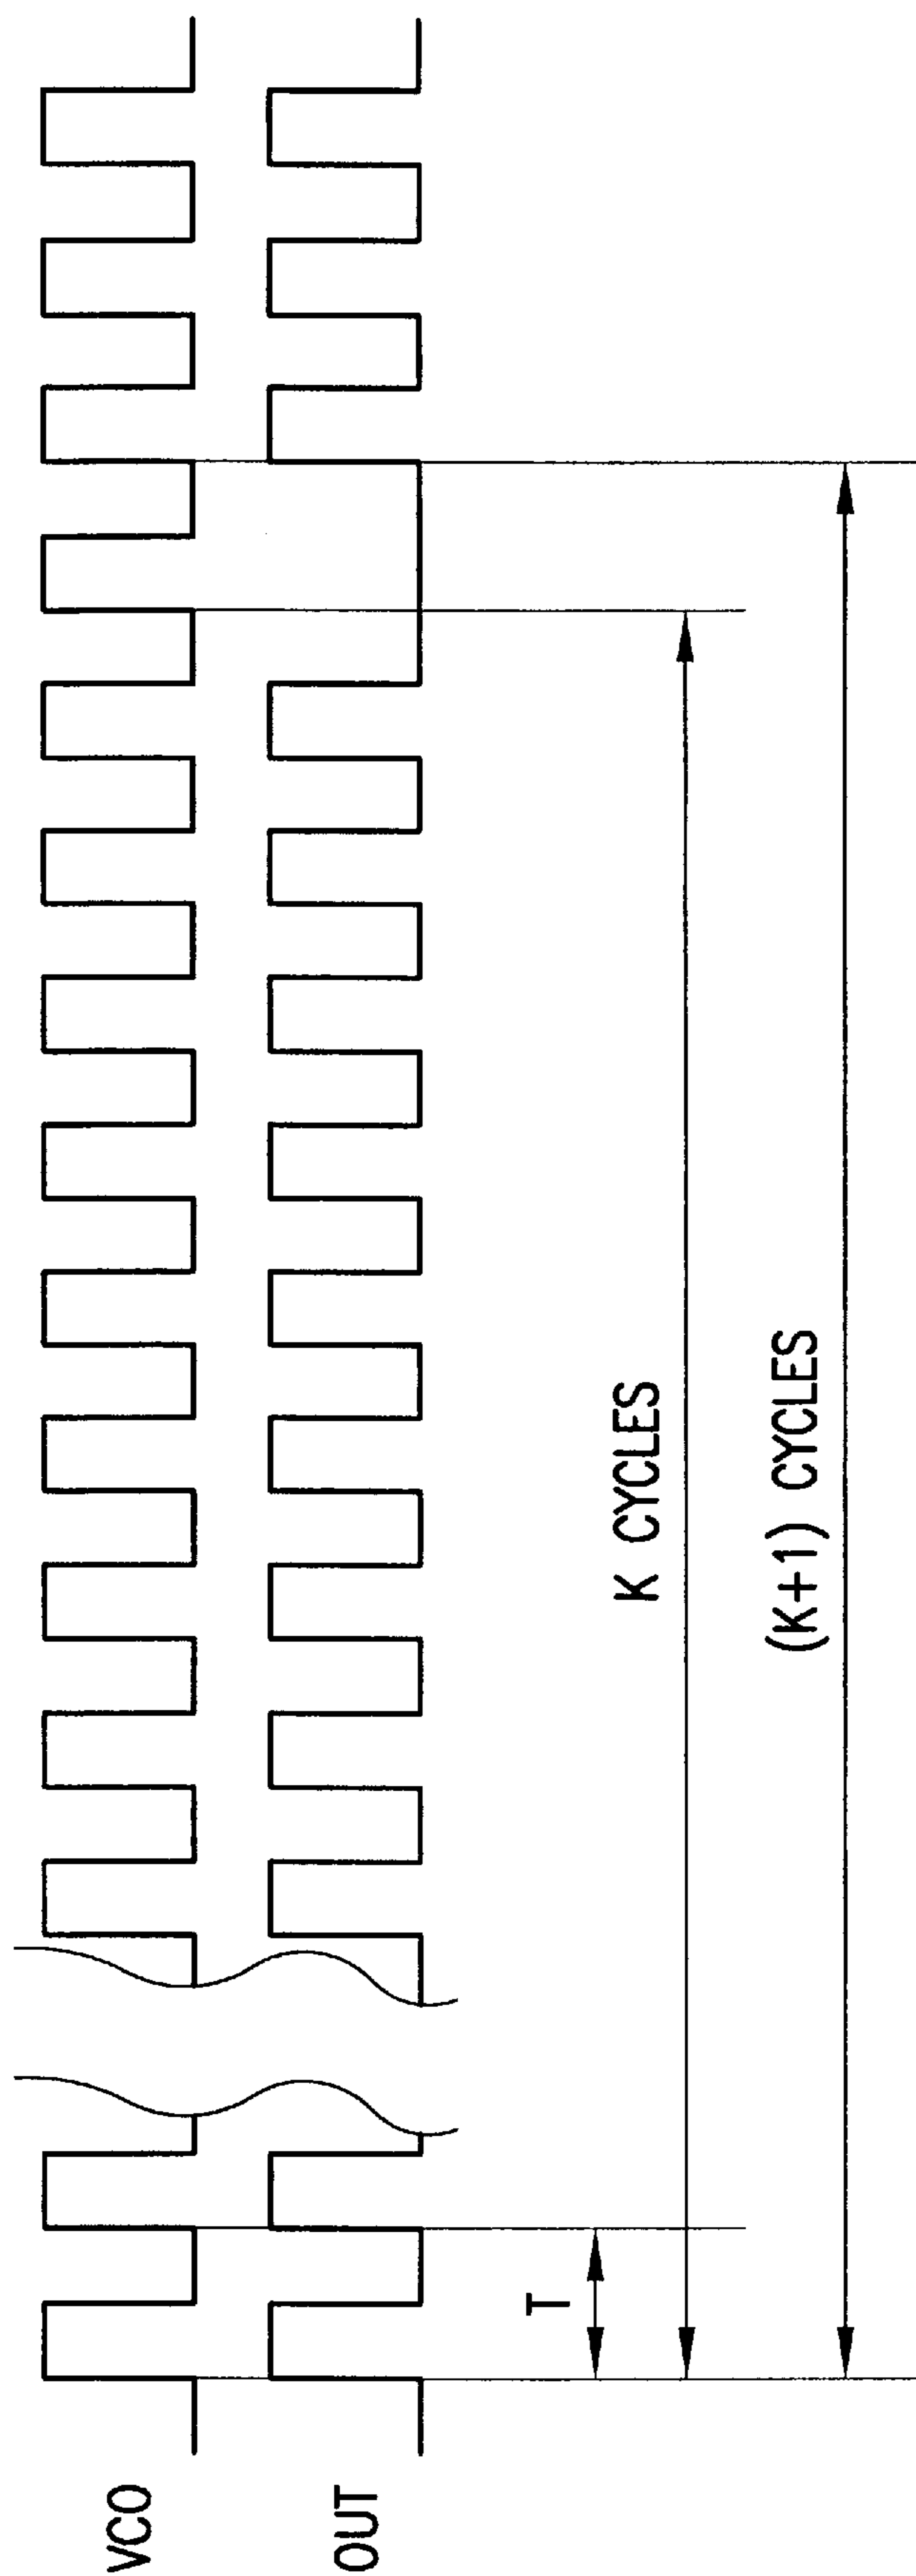 VCO
OUT
T
K CYCLES
(K+1) CYCLES